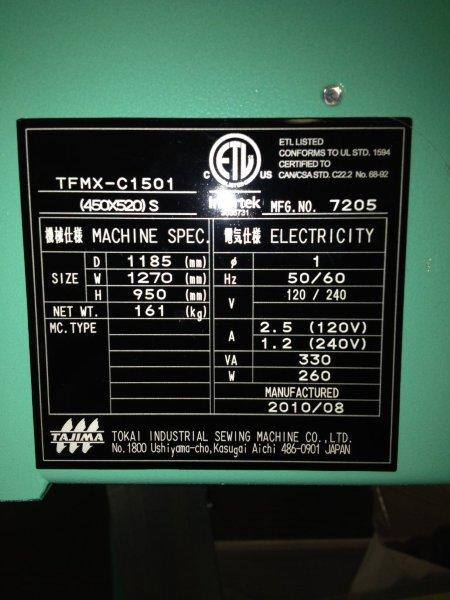 ETL LISTED
CONFORMS TO UL STD. 1594
CERTIFIED TO
CAN/CSA STD. C22.2 No. 68-92
ETL
C US
LISTED
Intertek
TFMX-C1501
(450X520) S
MFG.NO. 7205
機械仕様 MACHINE SPEC.
SIZE D 1185 (mm)
W 1270 (mm)
H 950 (mm)
NET WT. 161 (kg)
MC.TYPE
電気仕様 ELECTRICITY
ø 1
Hz 50/60
V 120 / 240
A 2.5 (120V)
1.2 (240V)
VA 330
W 260
MANUFACTURED
2010/08
TAJIMA
TOKAI INDUSTRIAL SEWING MACHINE CO.,LTD.
No.1800 Ushiyama-cho,Kasugai Aichi 486-0901 JAPAN